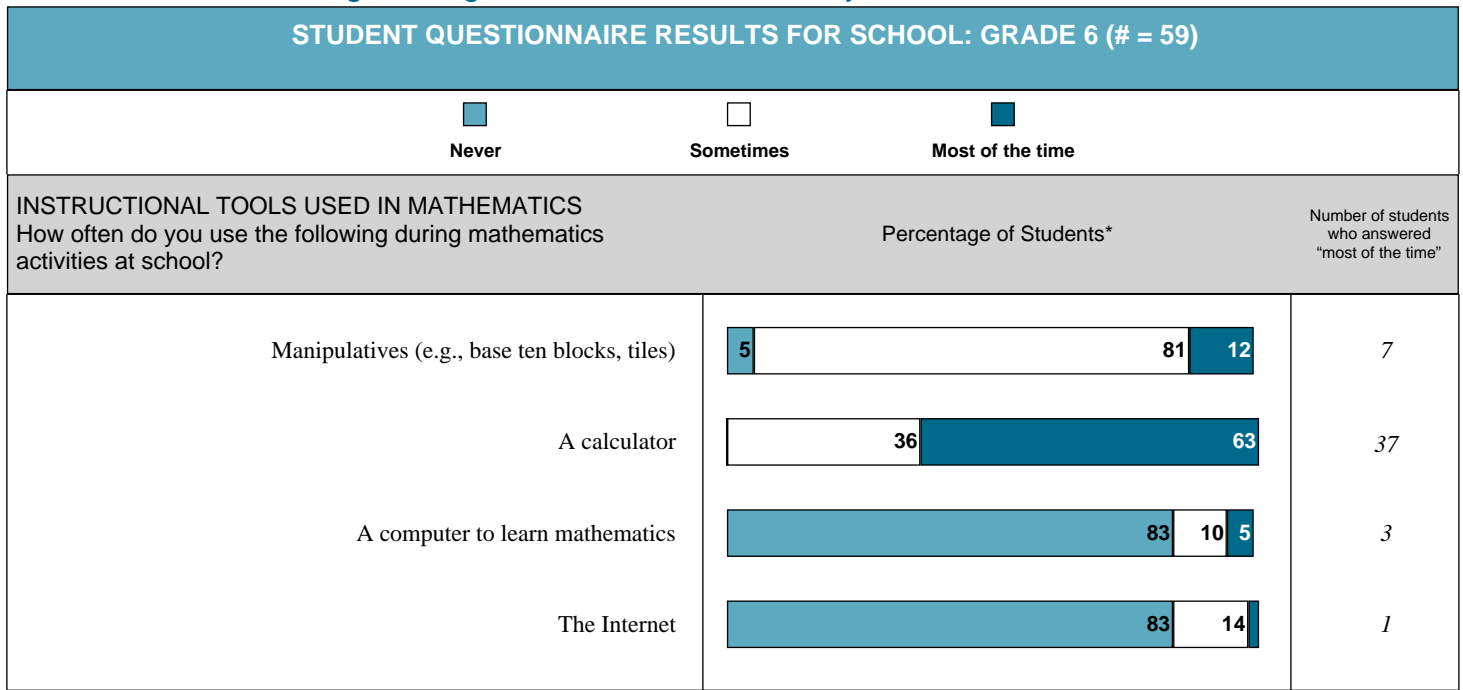 STUDENT QUESTIONNAIRE RESULTS FOR SCHOOL: GRADE 6 (# = 59)
Never
Sometimes
Most of the time
INSTRUCTIONAL TOOLS USED IN MATHEMATICS
How often do you use the following during mathematics
activities at school?
Percentage of Students*
Number of students
who answered
“most of the time”
Manipulatives (e.g., base ten blocks, tiles)
5 81 12
7
A calculator
36 63
37
A computer to learn mathematics
83 10 5
3
The Internet
83 14
1